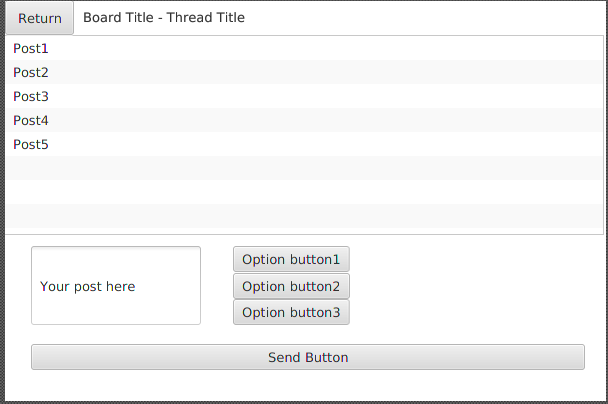 Return
Board Title - Thread Title
Post1
Post2
Post3
Post4
Post5
Your post here
Option button1
Option button2
Option button3
Send Button